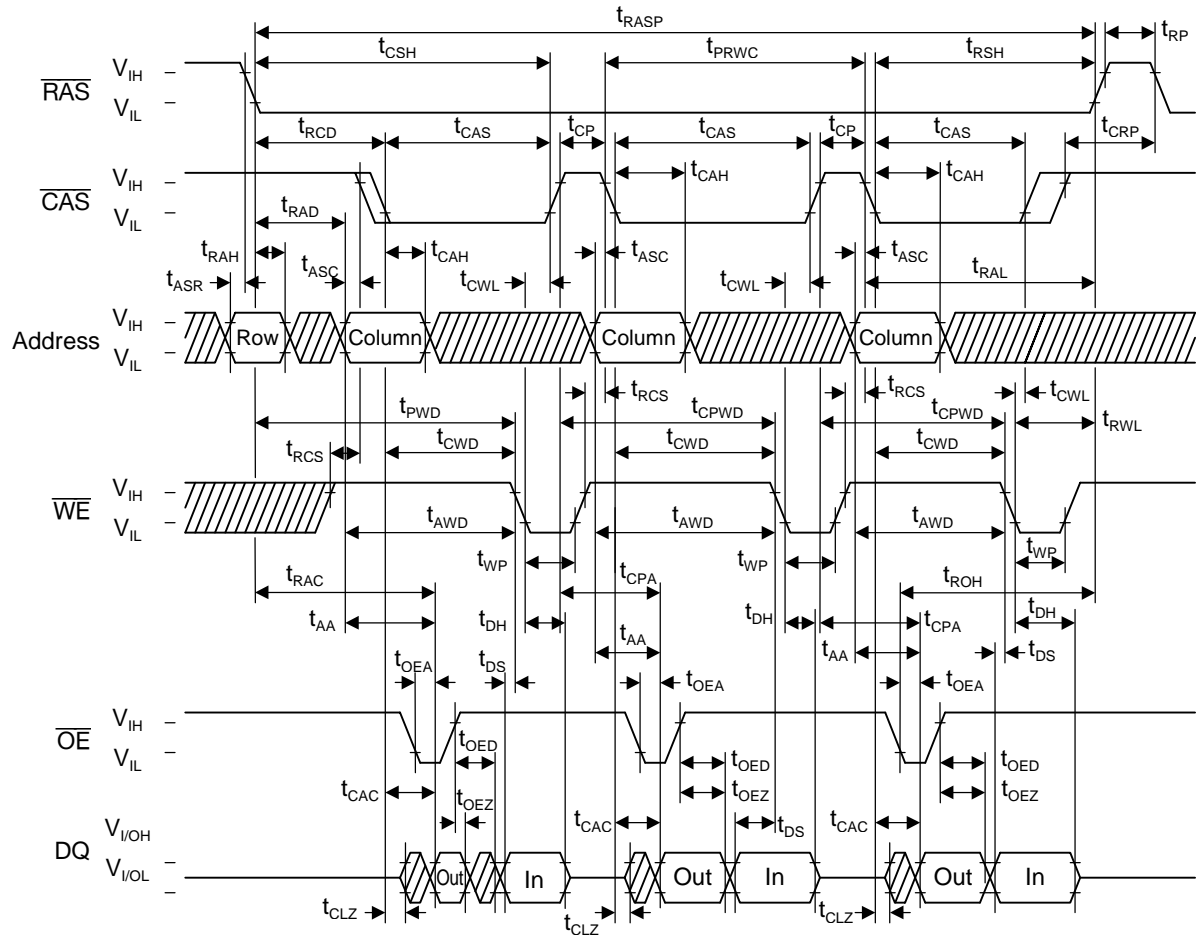 tRASP
tCSH tPRWC tRSH tRP
RAS VIH
VIL
tRCD tCAS tCP tCAS tCP tCAS tCRP
CAS VIH
VIL
tCAH tCAH
tRAD
tRAH tASC tCAH tASC tASC
tASR tCWL tCWL tRAL
Address VIH
VIL
Row Column Column Column
tRCS tRCS tCWL
tPWD tCPWD tCPWD tRWL
tRCS tCWD tCWD tCWD
WE VIH
VIL
tAWD tAWD tAWD
tWP tWP tWP
tRAC tCPA tROH
tAA tDH tDH tCPA tDH
tAA tAA
tOEA tDS tOEA tOEA tDS
OE VIH
VIL
tOED tOED tOED
tCAC tOEZ tOEZ tOEZ
tCAC tDS tCAC
DQ VI/OH
VI/OL
Out In Out In Out In
tCLZ tCLZ tCLZ